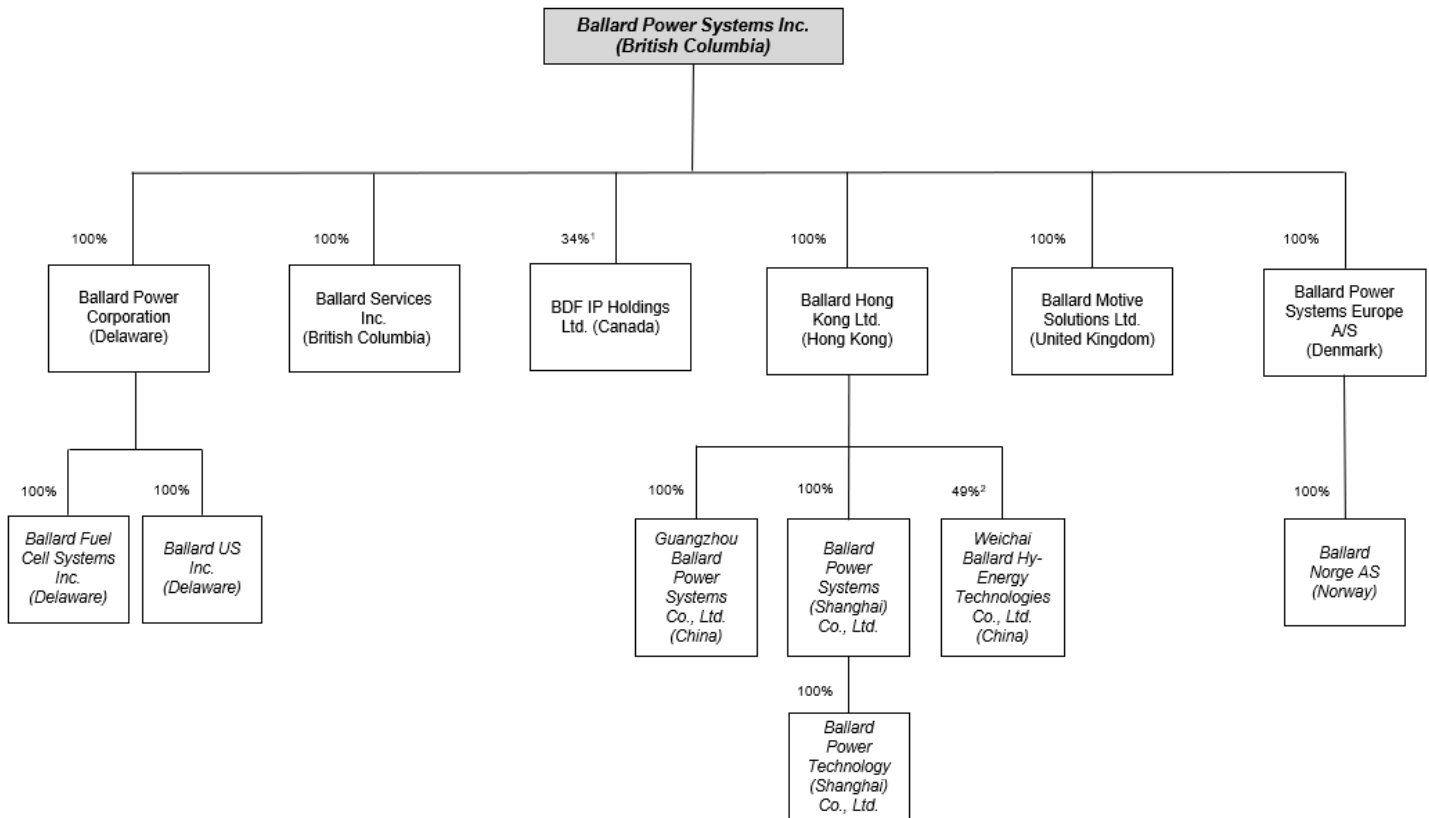 Ballard Power Systems Inc.
(British Columbia)
100%
100%
34%¹
100%
100%
100%
Ballard Power
Corporation
(Delaware)
Ballard Services
Inc.
(British Columbia)
BDF IP Holdings
Ltd. (Canada)
Ballard Hong
Kong Ltd.
(Hong Kong)
Ballard Motive
Solutions Ltd.
(United Kingdom)
Ballard Power
Systems Europe
A/S
(Denmark)
100%
100%
100%
100%
49%²
100%
Ballard Fuel
Cell Systems
Inc.
(Delaware)
Ballard US
Inc.
(Delaware)
Guangzhou
Ballard
Power
Systems
Co., Ltd.
(China)
Ballard
Power
Systems
(Shanghai)
Co., Ltd.
Weichai
Ballard Hy-
Energy
Technologies
Co., Ltd.
(China)
Ballard
Norge AS
(Norway)
100%
Ballard
Power
Technology
(Shanghai)
Co., Ltd.